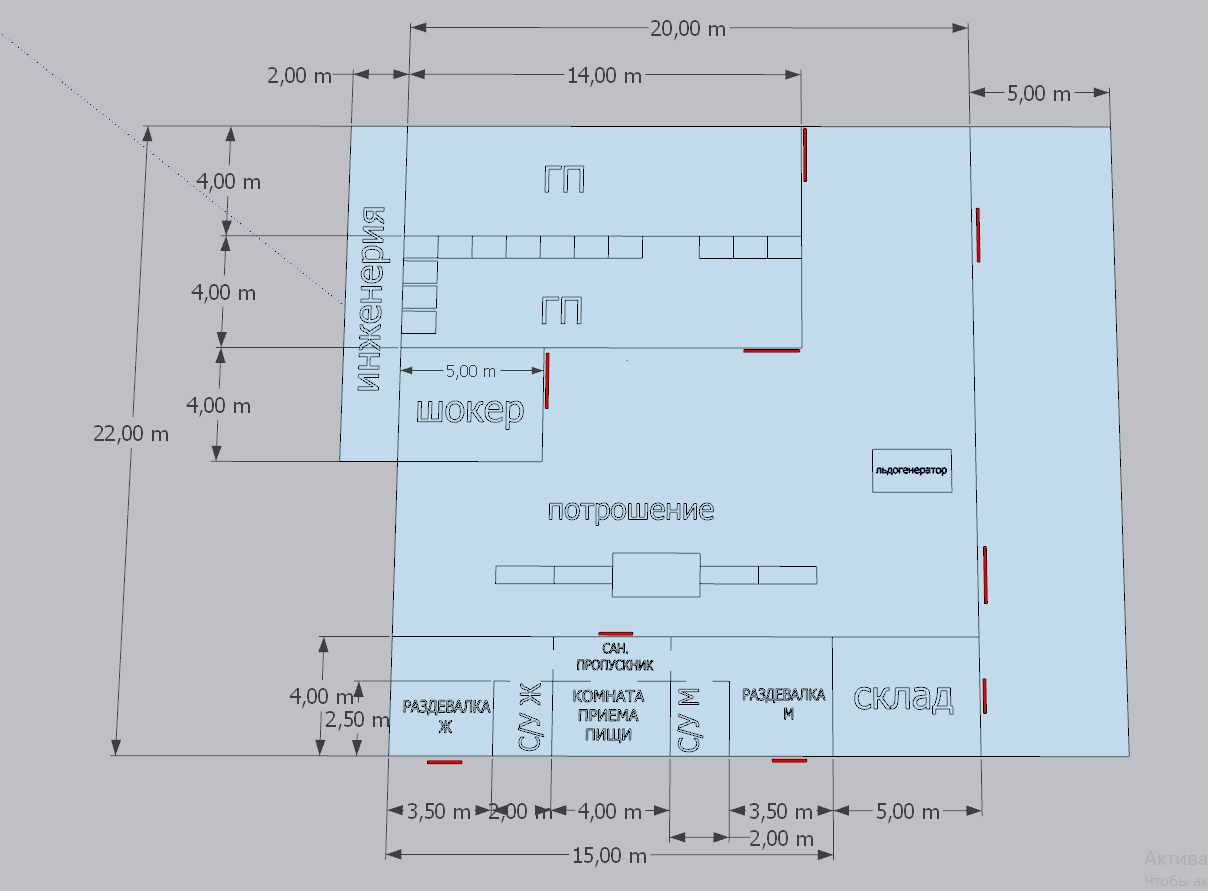 20,00 m
2,00 m
14,00 m
5,00 m
4,00 m
ГП
инженерия
4,00 m
ГП
5,00 m
4,00 m
шокер
22,00 m
льдогенератор
потрошение
САН.
ПРОПУСКНИК
4,00 m
2,50 m
РАЗДЕВАЛКА
Ж
С/У Ж
КОМНАТА
ПРИЕМА
ПИЩИ
С/У М
РАЗДЕВАЛКА
М
склад
3,50 m
2,00 m
4,00 m
3,50 m
5,00 m
2,00 m
15,00 m
Актива
Чтобы ак